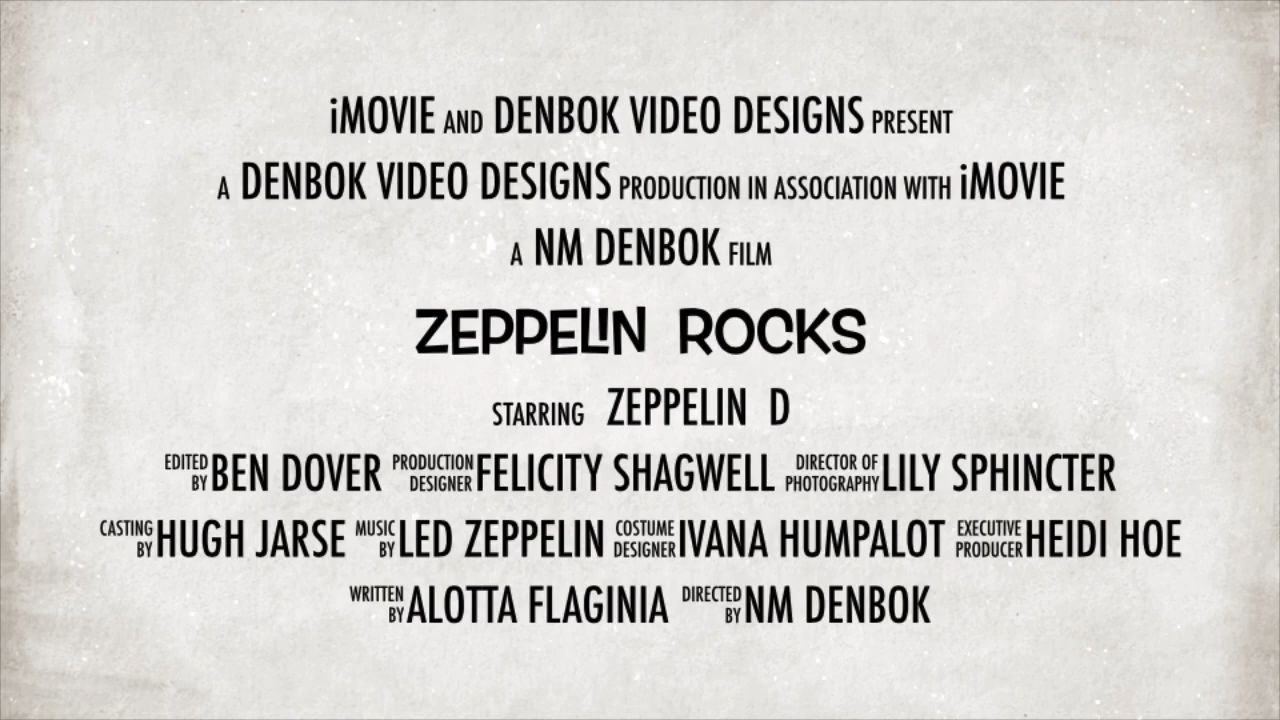 iMOVIE AND DENBOK VIDEO DESIGNS PRESENT
A DENBOK VIDEO DESIGNS PRODUCTION IN ASSOCIATION WITH iMOVIE
A NM DENBOK FILM
ZEPPELIN ROCKS
STARRING ZEPPELIN D
EDITED BY BEN DOVER PRODUCTION DESIGNER FELICITY SHAGWELL DIRECTOR OF PHOTOGRAPHY LILY SPHINCTER
CASTING BY HUGH JARSE MUSIC BY LED ZEPPELIN COSTUME DESIGNER IVANA HUMPALOT EXECUTIVE PRODUCER HEIDI HOE
WRITTEN BY ALOTTA FLAGINIA DIRECTED BY NM DENBOK